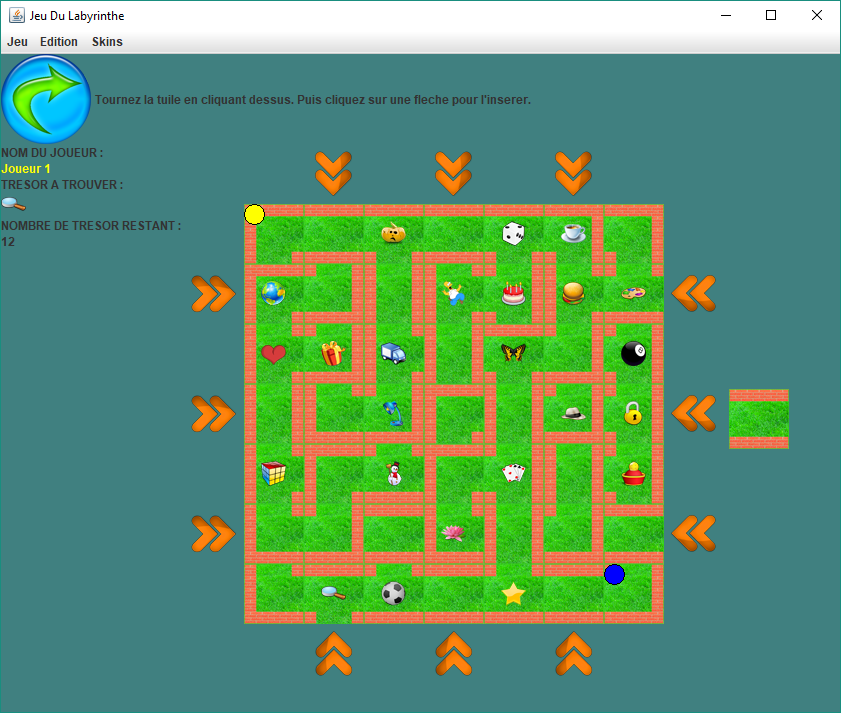 Jeu Du Labyrinthe
Jeu Edition Skins
Tournez la tuile en cliquant dessus. Puis cliquez sur une fleche pour l'inserer.
NOM DU JOUEUR :
Joueur 1
TRESOR A TROUVER :
NOMBRE DE TRESOR RESTANT :
12